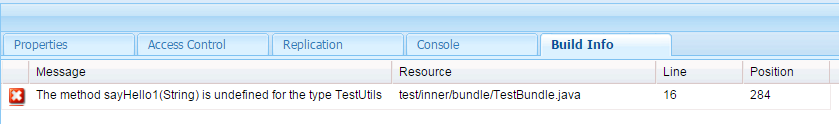 Properties Access Control Replication Console Build Info
Message Resource Line Position
The method sayHello1(String) is undefined for the type TestUtils test/inner/bundle/TestBundle.java 16 284